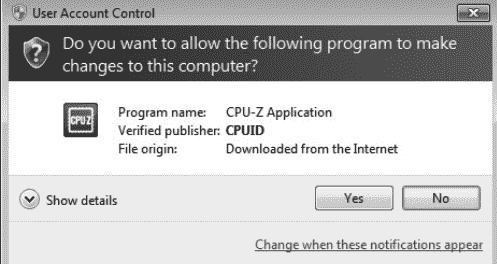 User Account Control
Do you want to allow the following program to make
changes to this computer?
CPU-Z
Program name: CPU-Z Application
Verified publisher: CPUID
File origin: Downloaded from the Internet
Show details
Yes
No
Change when these notifications appear